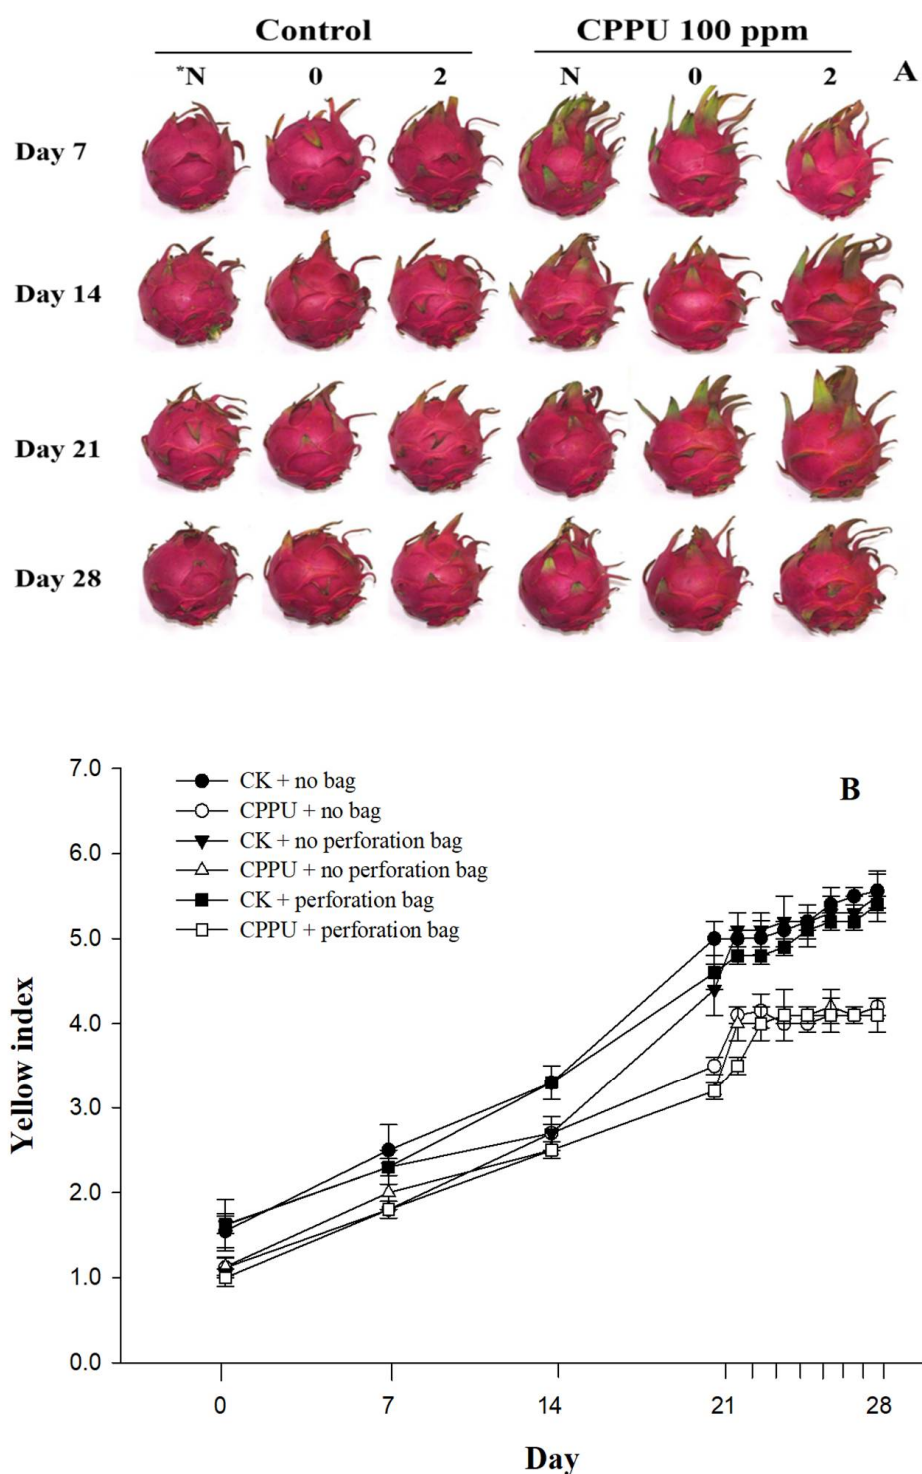 Control CPPU 100 ppm
*N 0 2 N 0 2 A
Day 7
Day 14
Day 21
Day 28
7.0
CK + no bag
B
CPPU + no bag
6.0
CK + no perforation bag
CPPU + no perforation bag
CK + perforation bag
5.0
CPPU + perforation bag
4.0
Yellow index
3.0
2.0
1.0
0.0
0 7 14 21 28
Day